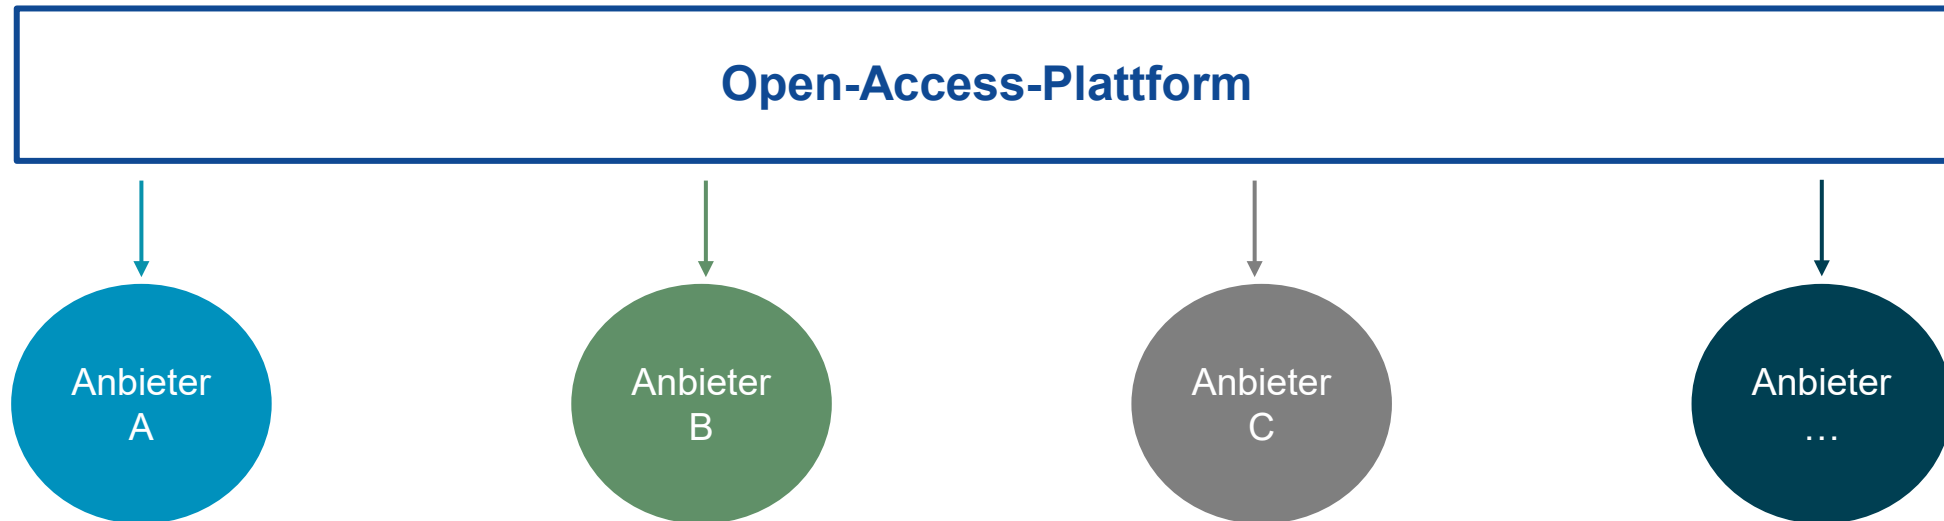 Open-Access-Plattform
Anbieter
A
Anbieter
B
Anbieter
C
Anbieter
…